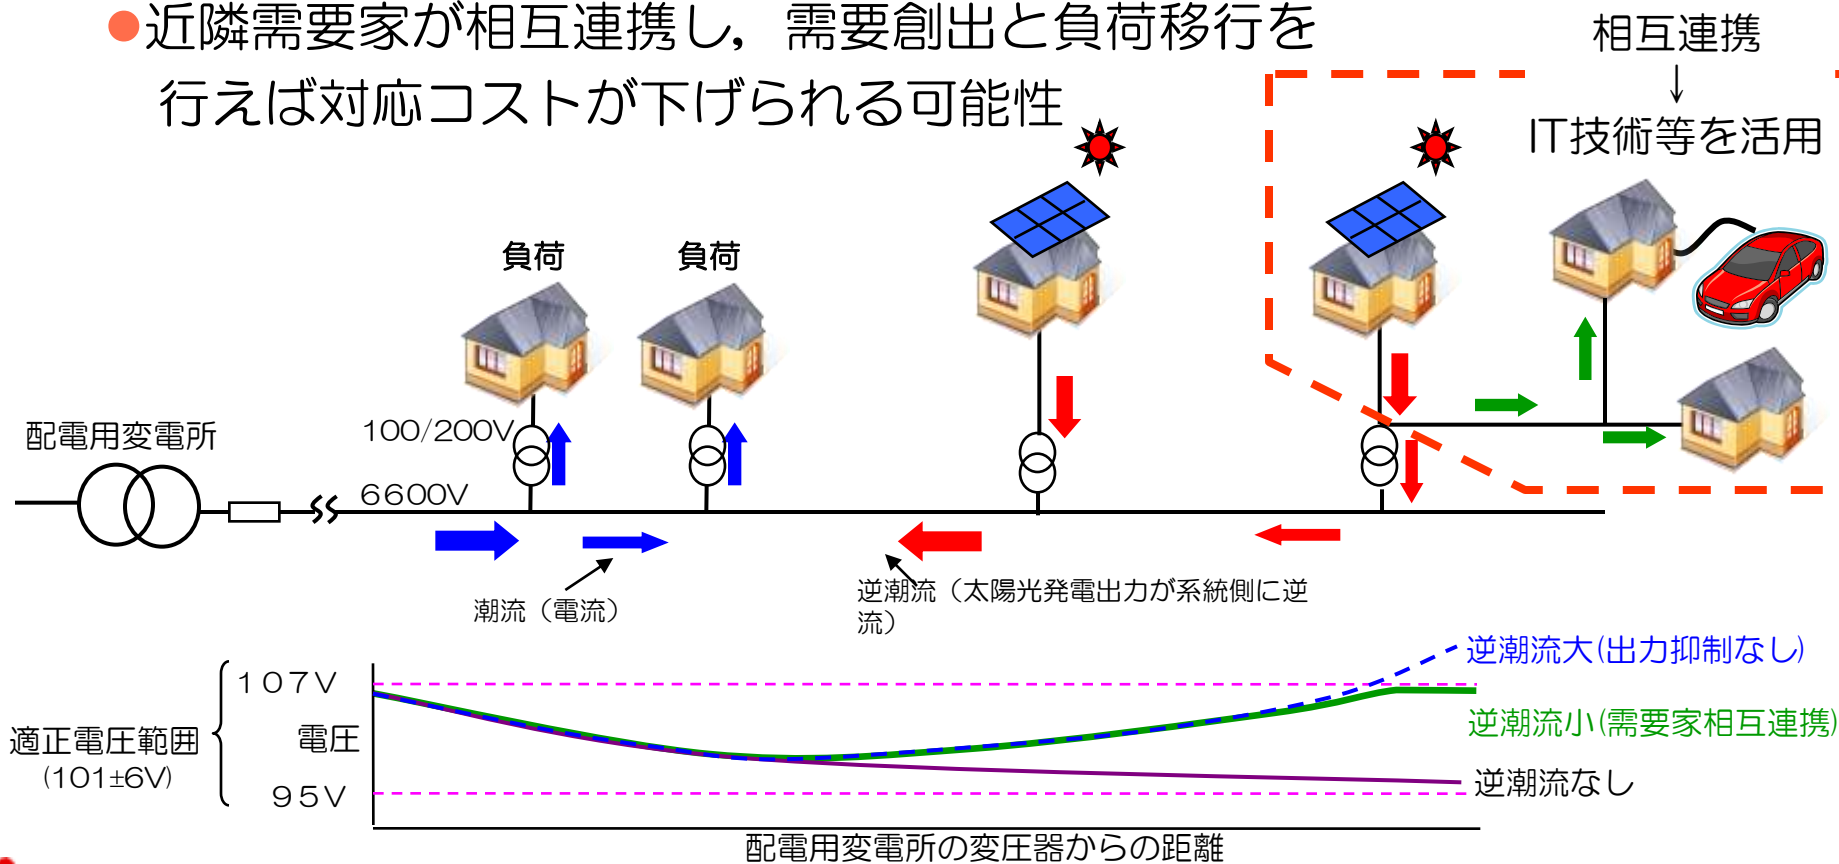 ●近隣需要家が相互連携し，需要創出と負荷移行を
行えば対応コストが下げられる可能性
相互連携
IT技術等を活用
負荷
負荷
配電用変電所
100/200V
6600V
潮流（電流）
逆潮流（太陽光発電出力が系統側に逆
流）
逆潮流大(出力抑制なし)
107V
逆潮流小(需要家相互連携)
適正電圧範囲
(101±6V)
電圧
逆潮流なし
95V
配電用変電所の変圧器からの距離